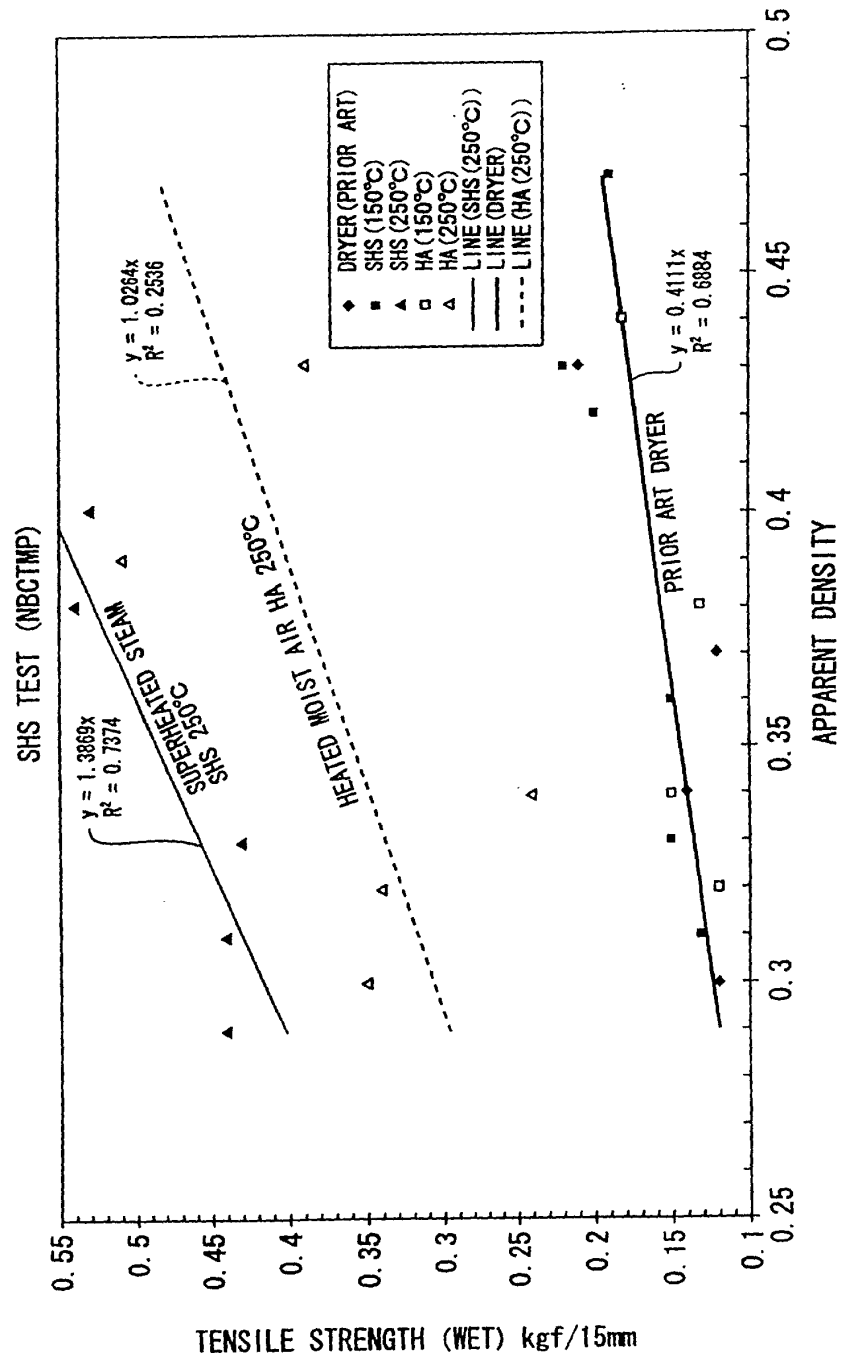 SHS TEST (NBCTMP)
TENSILE STRENGTH (WET) kgf/15mm
0.55
0.5
0.45
0.4
0.35
0.3
0.25
0.2
0.15
0.1
y = 1.3869x
R² = 0.7374
SUPERHEATED STEAM
SHS 250°C
y = 1.0264x
R² = 0.2536
HEATED MOIST AIR HA 250°C
DRYER (PRIOR ART)
SHS (150°C)
SHS (250°C)
HA (150°C)
HA (250°C)
LINE (SHS (250°C))
LINE (DRYER)
LINE (HA (250°C))
PRIOR ART DRYER
y = 0.4111x
R² = 0.6884
0.25
0.3
0.35
0.4
0.45
0.5
APPARENT DENSITY